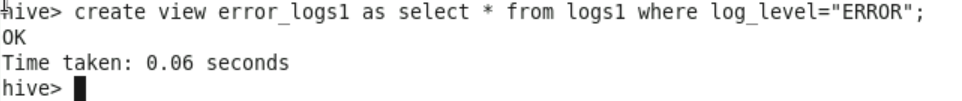 hive> create view error_logs1 as select * from logs1 where log_level="ERROR";
OK
Time taken: 0.06 seconds
hive>